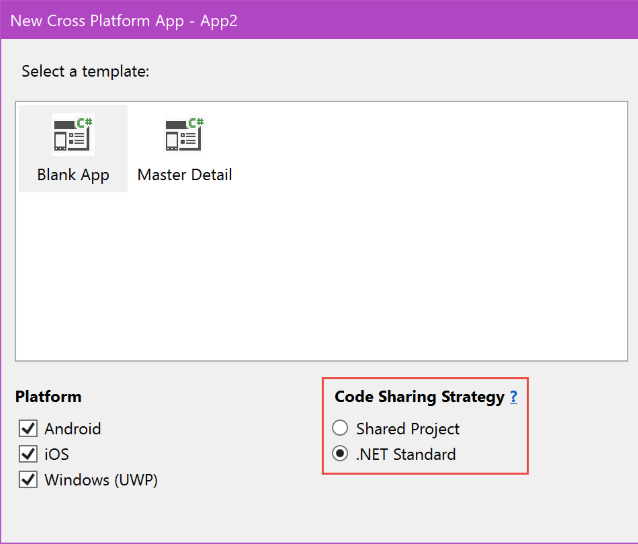 New Cross Platform App - App2
Select a template:
C# C#
Blank App Master Detail
Platform
Android
iOS
Windows (UWP)
Code Sharing Strategy ?
Shared Project
.NET Standard